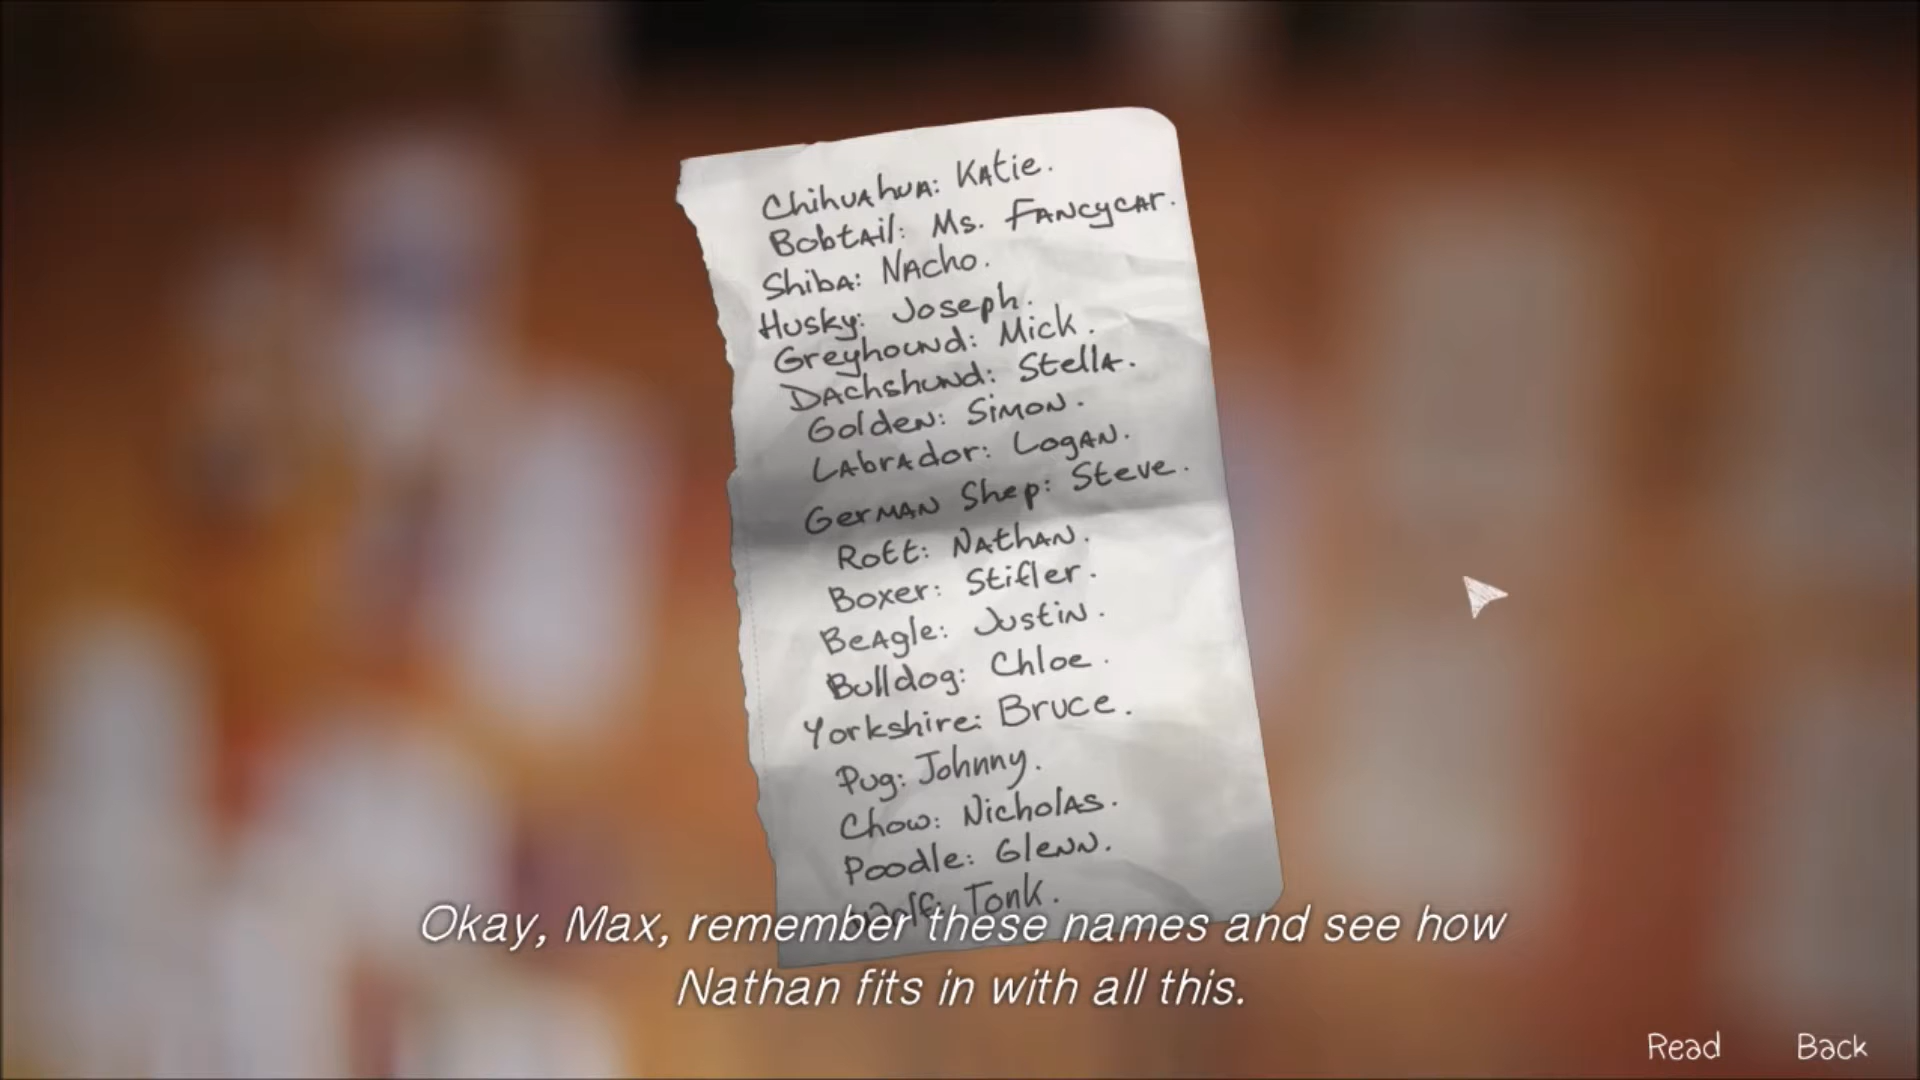 Chihuahua: Katie.
Bobtail: Ms. Fancycar.
Shiba: Nacho.
Husky: Joseph.
Greyhound: Mick.
Dachshund: Stella.
Golden: Simon.
Labrador: Logan.
German Shep: Steve.
Rott: Nathan.
Boxer: Stifler.
Beagle: Justin.
Bulldog: Chloe.
Yorkshire: Bruce.
Pug: Johnny.
Chow: Nicholas.
Poodle: Glenn.
Wolf: Tonk.
Okay, Max, remember these names and see how
Nathan fits in with all this.
Read Back